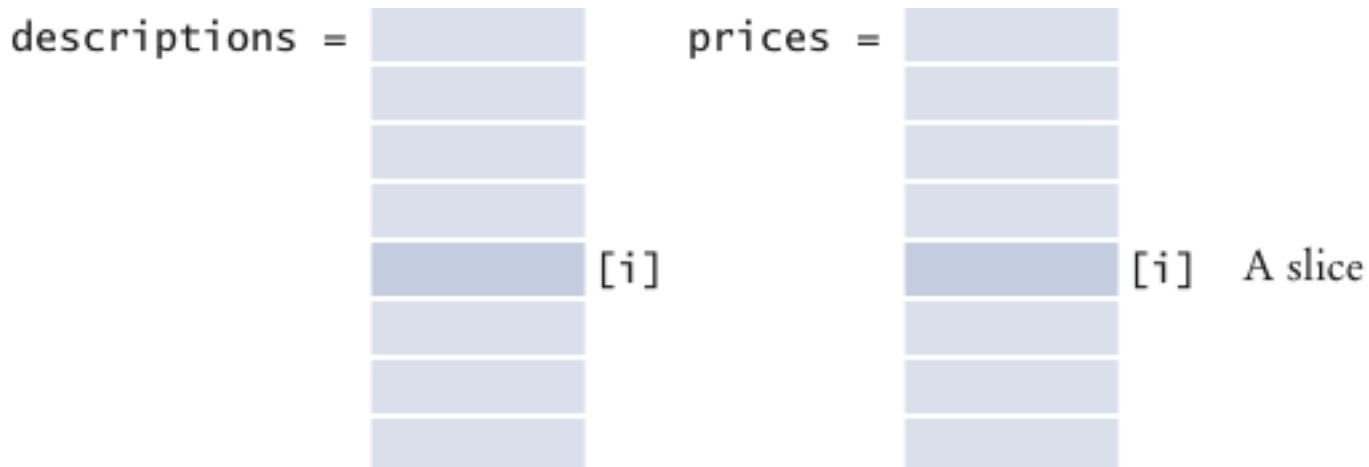 descriptions = prices =
[i] [i] A slice